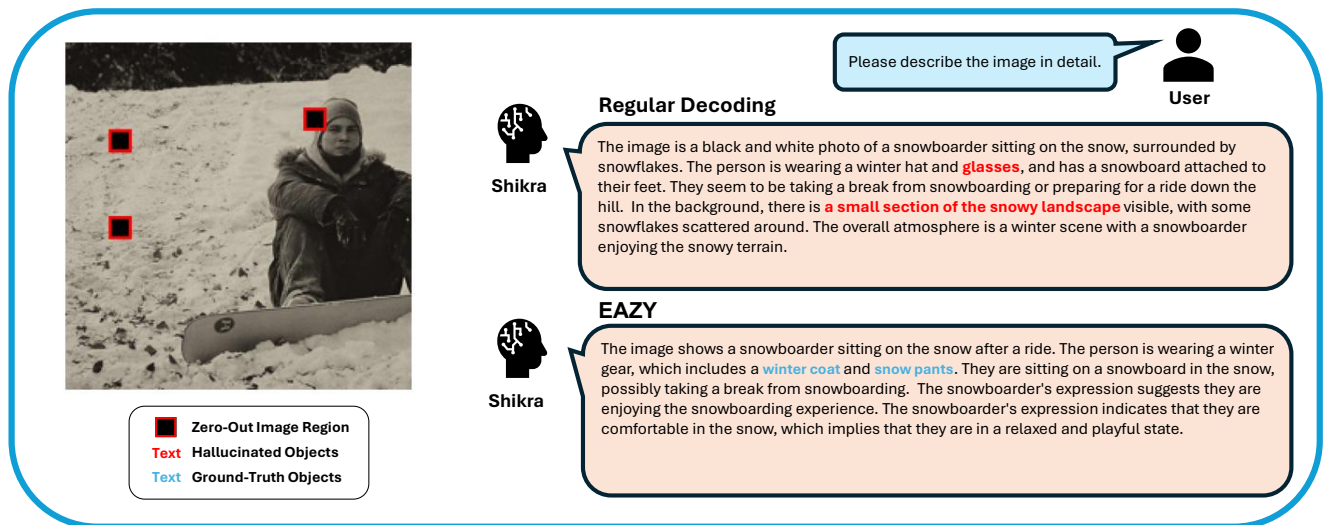 Please describe the image in detail.
User
Regular Decoding
Shikra
The image is a black and white photo of a snowboarder sitting on the snow, surrounded by
snowflakes. The person is wearing a winter hat and glasses, and has a snowboard attached to
their feet. They seem to be taking a break from snowboarding or preparing for a ride down the
hill. In the background, there is a small section of the snowy landscape visible, with some
snowflakes scattered around. The overall atmosphere is a winter scene with a snowboarder
enjoying the snowy terrain.
EAZY
Shikra
The image shows a snowboarder sitting on the snow after a ride. The person is wearing a winter
gear, which includes a winter coat and snow pants. They are sitting on a snowboard in the snow,
possibly taking a break from snowboarding. The snowboarder's expression suggests they are
enjoying the snowboarding experience. The snowboarder's expression indicates that they are
comfortable in the snow, which implies that they are in a relaxed and playful state.
Zero-Out Image Region
Text Hallucinated Objects
Text Ground-Truth Objects